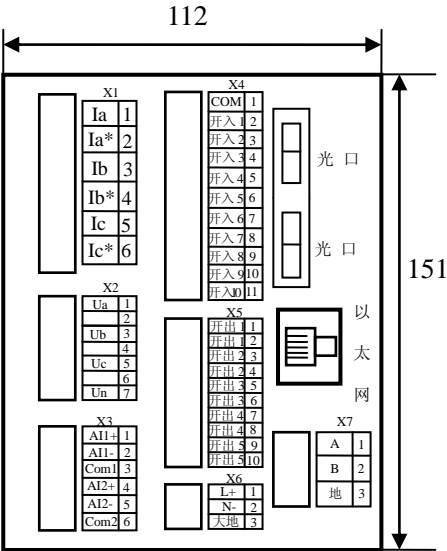 112
151
X1
Ia 1
Ia* 2
Ib 3
Ib* 4
Ic 5
Ic* 6
X2
Ua 1
2
Ub 3
4
Uc 5
6
Un 7
X3
AI1+ 1
AI1- 2
Com1 3
AI2+ 4
AI2- 5
Com2 6
X4
COM 1
开入1 2
开入2 3
开入3 4
开入4 5
开入5 6
开入6 7
开入7 8
开入8 9
开入9 10
开入10 11
X5
开出1 1
开出1 2
开出2 3
开出2 4
开出3 5
开出3 6
开出4 7
开出4 8
开出5 9
开出5 10
X6
L+ 1
N- 2
大地 3
光口
光口
以
太
网
X7
A 1
B 2
地 3